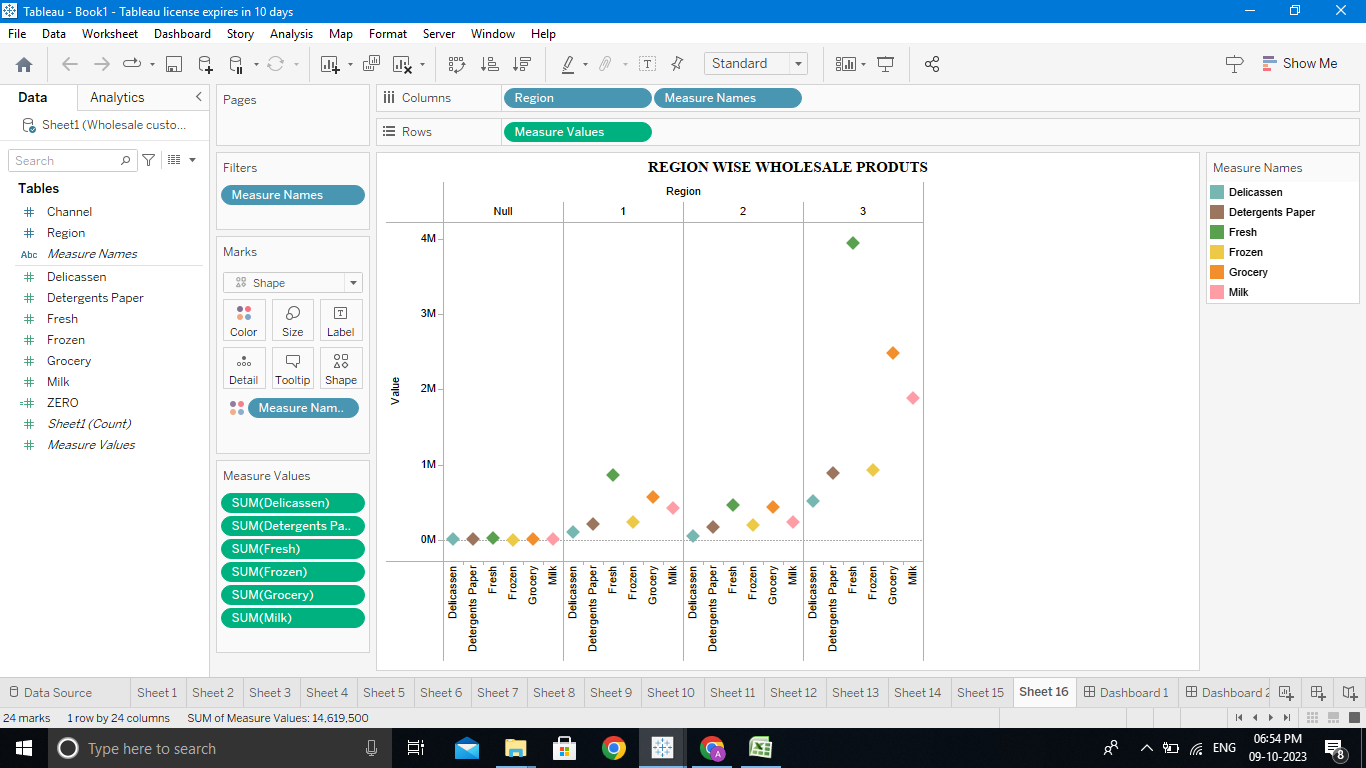 Tableau - Book1 - Tableau license expires in 10 days
File Data Worksheet Dashboard Story Analysis Map Format Server Window Help
Standard
Show Me
Data Analytics
Sheet1 (Wholesale custo...
Search
Tables
Channel
Region
Abc Measure Names
Delicassen
Detergents Paper
Fresh
Frozen
Grocery
Milk
ZERO
Sheet1 (Count)
Measure Values
Pages
Filters
Measure Names
Marks
Shape
Color Size Label
Detail Tooltip Shape
Measure Nam..
Measure Values
SUM(Delicassen)
SUM(Detergents Pa..
SUM(Fresh)
SUM(Frozen)
SUM(Grocery)
SUM(Milk)
Columns Region Measure Names
Rows Measure Values
REGION WISE WHOLESALE PRODUTS
Region
Null 1 2 3
Value
4M
3M
2M
1M
0M
Delicassen Detergents Paper Fresh Frozen Grocery Milk Delicassen Detergents Paper Fresh Frozen Grocery Milk Delicassen Detergents Paper Fresh Frozen Grocery Milk Delicassen Detergents Paper Fresh Frozen Grocery Milk
Measure Names
Delicassen
Detergents Paper
Fresh
Frozen
Grocery
Milk
Data Source Sheet 1 Sheet 2 Sheet 3 Sheet 4 Sheet 5 Sheet 6 Sheet 7 Sheet 8 Sheet 9 Sheet 10 Sheet 11 Sheet 12 Sheet 13 Sheet 14 Sheet 15 Sheet 16 Dashboard 1 Dashboard 2
24 marks 1 row by 24 columns SUM of Measure Values: 14,619,500
Type here to search
ENG
06:54 PM
09-10-2023
8